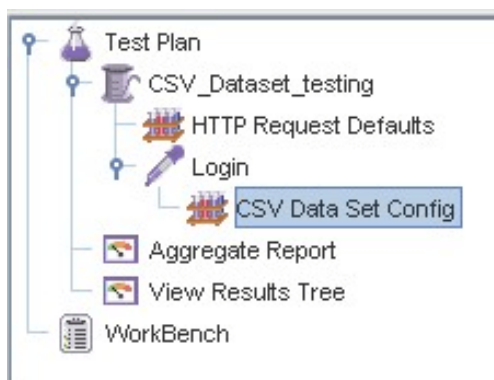 Test Plan
CSV_Dataset_testing
HTTP Request Defaults
Login
CSV Data Set Config
Aggregate Report
View Results Tree
WorkBench